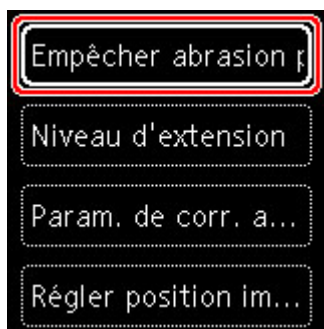 Empêcher abrasion p
Niveau d'extension
Param. de corr. a...
Régler position im...